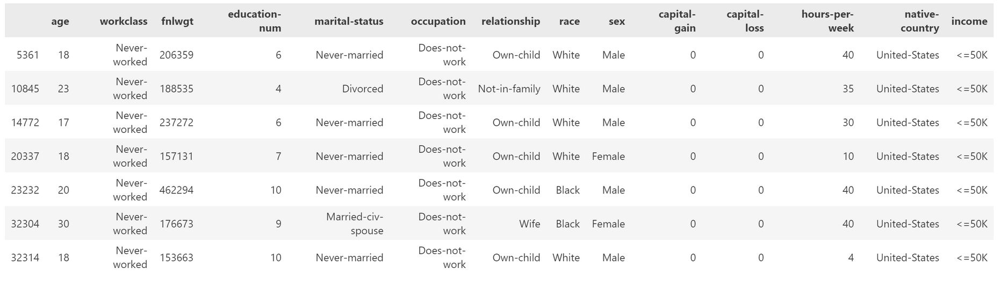 age workclass fnlwgt education-num marital-status occupation relationship race sex capital-gain capital-loss hours-per-week native-country income
5361 18 Never-worked 206359 6 Never-married Does-not-work Own-child White Male 0 0 40 United-States <=50K
10845 23 Never-worked 188535 4 Divorced Does-not-work Not-in-family White Male 0 0 35 United-States <=50K
14772 17 Never-worked 237272 6 Never-married Does-not-work Own-child White Male 0 0 30 United-States <=50K
20337 18 Never-worked 157131 7 Never-married Does-not-work Own-child White Female 0 0 10 United-States <=50K
23232 20 Never-worked 462294 10 Never-married Does-not-work Own-child Black Male 0 0 40 United-States <=50K
32304 30 Never-worked 176673 9 Married-civ-spouse Does-not-work Wife Black Female 0 0 40 United-States <=50K
32314 18 Never-worked 153663 10 Never-married Does-not-work Own-child White Male 0 0 4 United-States <=50K